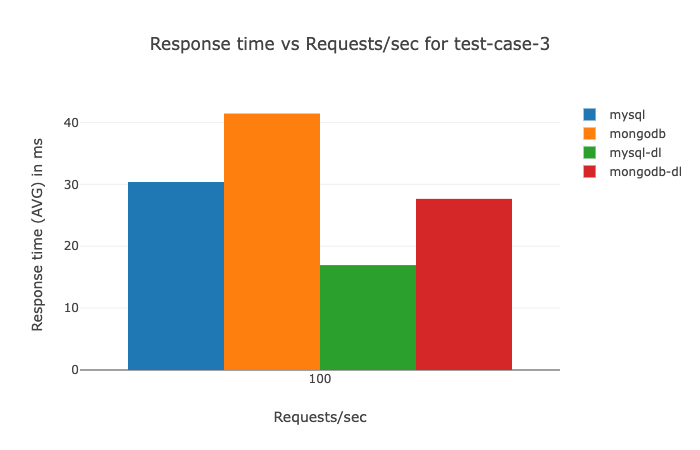 Response time vs Requests/sec for test-case-3
Response time (AVG) in ms
40
30
20
10
0
100
Requests/sec
mysql
mongodb
mysql-dl
mongodb-dl